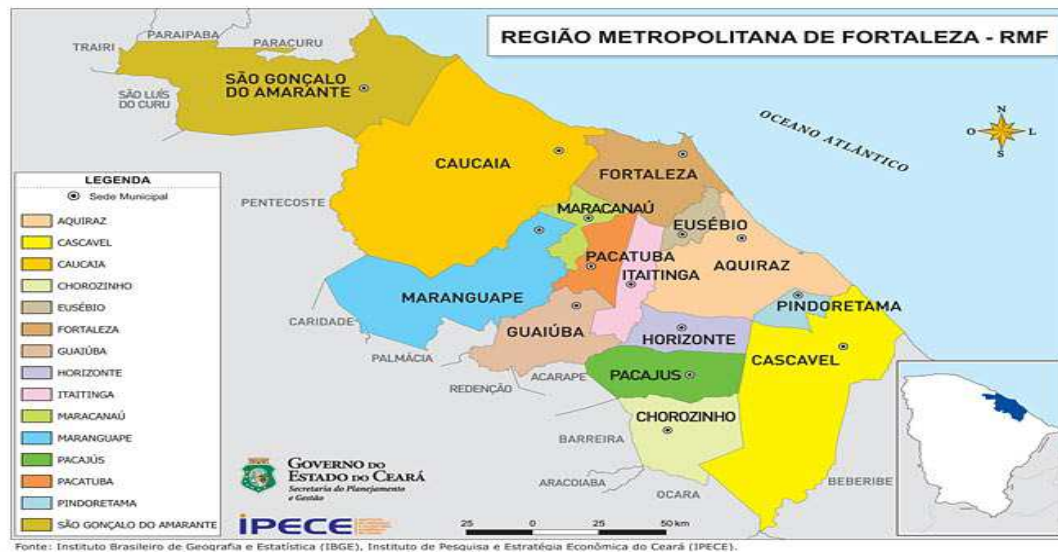 REGIÃO METROPOLITANA DE FORTALEZA - RMF
PARAIPABA
TRAIRI
PARACURU
SÃO GONÇALO
DO AMARANTE
SÃO LUÍS
DO CURU
OCEANO ATLÂNTICO
N
O
L
S
CAUCAIA
FORTALEZA
LEGENDA
Sede Municipal
PENTECOSTE
MARACANAÚ
EUSÉBIO
PACATUBA
AQUIRAZ
ITAITINGA
MARANGUAPE
PINDORETAMA
CARIDADE
GUAIÚBA
HORIZONTE
PALMÁCIA
CASCAVEL
ACARAPE
PACAJUS
REDENÇÃO
CHOROZINHO
BARREIRA
ARACOIABA
OCARA
BEBERIBE
AQUIRAZ
CASCAVEL
CAUCAIA
CHOROZINHO
EUSÉBIO
FORTALEZA
GUAIÚBA
HORIZONTE
ITAITINGA
MARACANAÚ
MARANGUAPE
PACAJÚS
PACATUBA
PINDORETAMA
SÃO GONÇALO DO AMARANTE
GOVERNO DO
ESTADO DO CEARÁ
Secretaria do Planejamento
e Gestão
IPECE
25
0
25
50 km
Fonte: Instituto Brasileiro de Geografia e Estatística (IBGE), Instituto de Pesquisa e Estratégia Econômica do Ceará (IPECE).